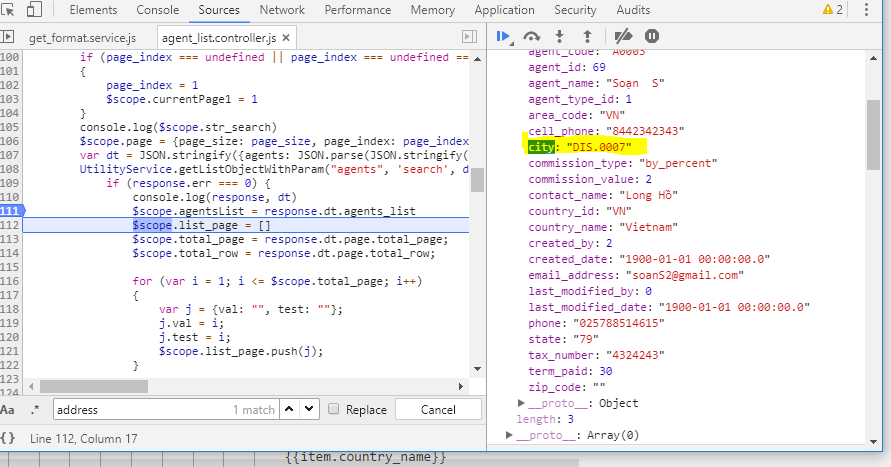 Elements Console Sources Network Performance Memory Application Security Audits 2
get_format.service.js agent_list.controller.js ×
100 if (page_index === undefined || page_index === undefined ==
101 {
102 page_index = 1
103 $scope.currentPage1 = 1
104 }
105 console.log($scope.str_search)
106 $scope.page = {page_size: page_size, page_index: page_index
107 var dt = JSON.stringify({agents: JSON.parse(JSON.stringify(
108 UtilityService.getListObjectWithParam("agents", 'search', d
109 if (response.err === 0) {
110 console.log(response, dt)
111 $scope.agentsList = response.dt.agents_list
112 $scope.list_page = []
113 $scope.total_page = response.dt.page.total_page;
114 $scope.total_row = response.dt.page.total_row;
115
116 for (var i = 1; i <= $scope.total_page; i++)
117 {
118 var j = {val: "", test: ""};
119 j.val = i;
120 j.test = i;
121 $scope.list_page.push(j);
122 }
123
124
Aa .* address 1 match Replace Cancel
{} Line 112, Column 17
agent_code: "A0003"
agent_id: 69
agent_name: "Soạn S"
agent_type_id: 1
area_code: "VN"
cell_phone: "8442342343"
city: "DIS.0007"
commission_type: "by_percent"
commission_value: 2
contact_name: "Long Hồ"
country_id: "VN"
country_name: "Vietnam"
created_by: 2
created_date: "1900-01-01 00:00:00.0"
email_address: "soanS2@gmail.com"
last_modified_by: 0
last_modified_date: "1900-01-01 00:00:00.0"
phone: "025788514615"
state: "79"
tax_number: "4324243"
term_paid: 30
zip_code: ""
▶ __proto__: Object
length: 3
▶ __proto__: Array(0)
{{item.country_name}}